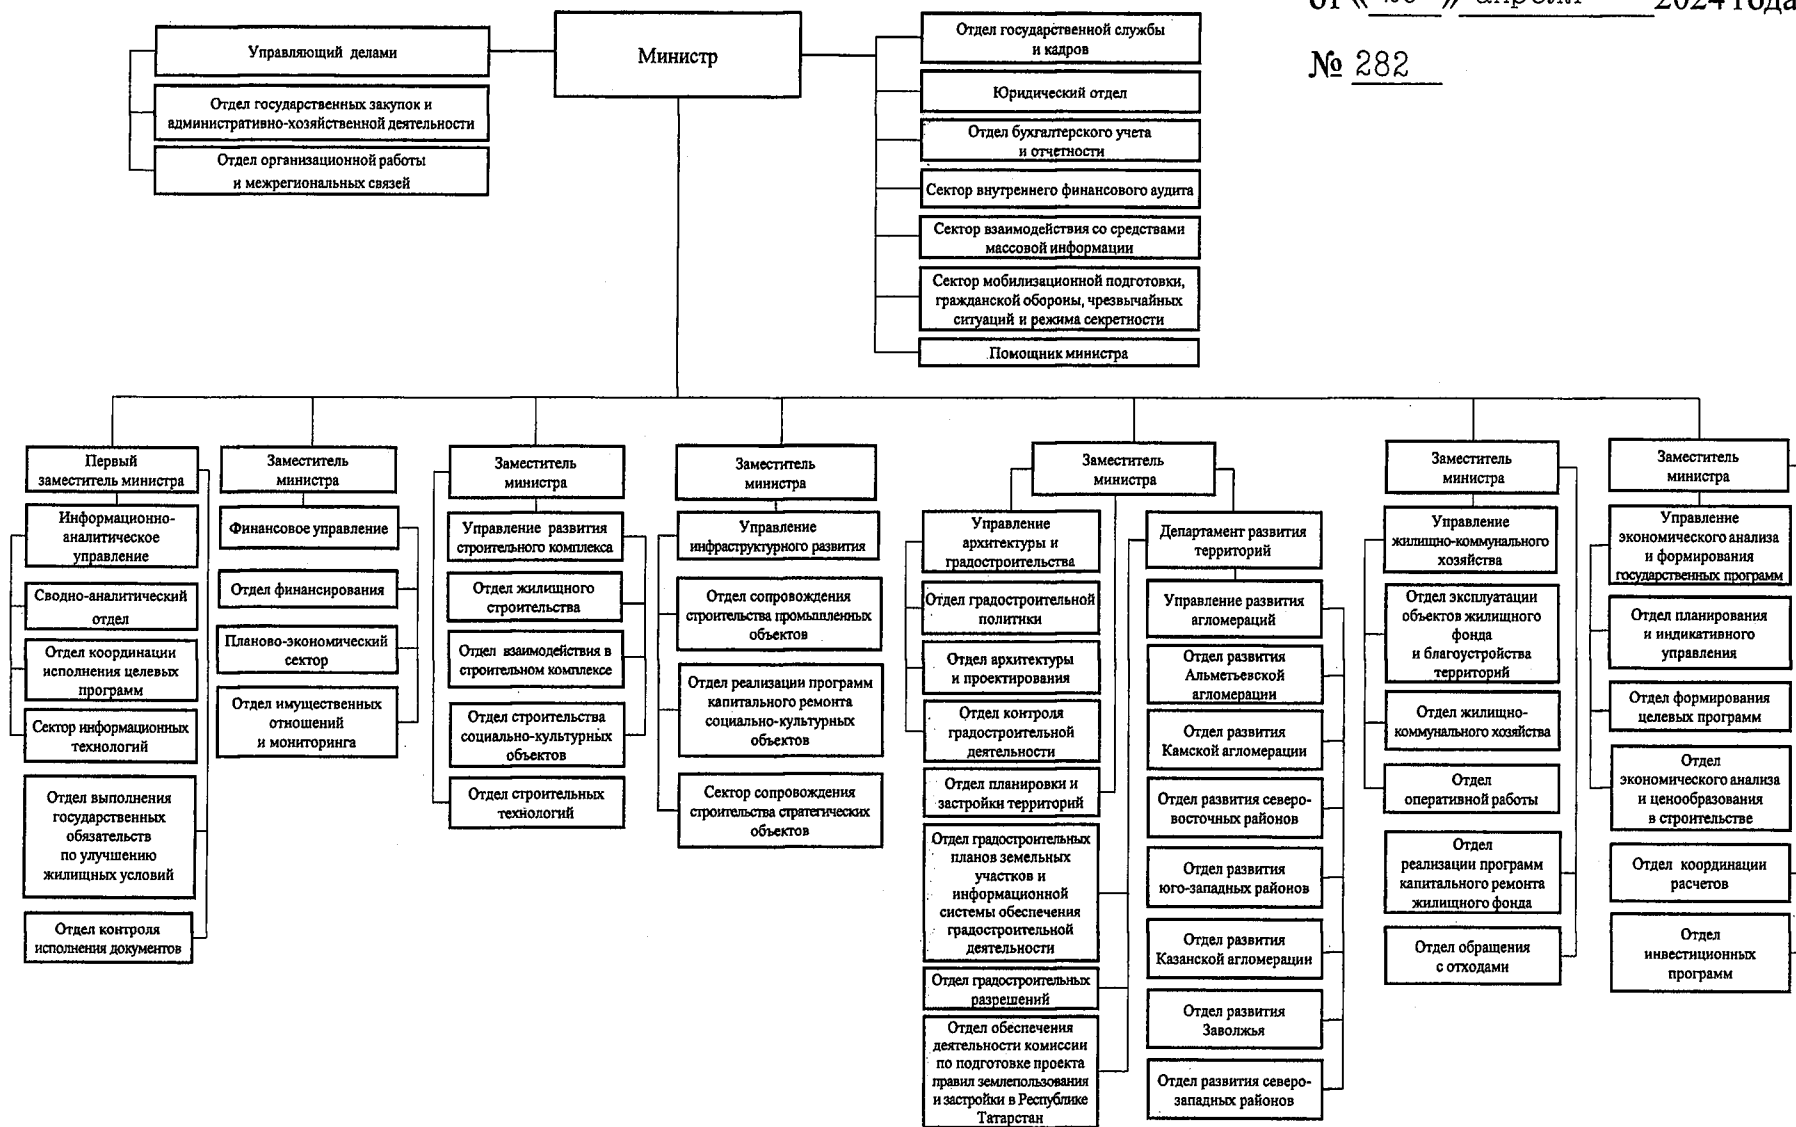 2024 года
№ 282
Министр
Управляющий делами
Отдел государственных закупок и
административно-хозяйственной деятельности
Отдел организационной работы
и межрегиональных связей
Отдел государственной службы
и кадров
Юридический отдел
Отдел бухгалтерского учета
и отчетности
Сектор внутреннего финансового аудита
Сектор взаимодействия со средствами
массовой информации
Сектор мобилизационной подготовки,
гражданской обороны, чрезвычайных
ситуаций и режима секретности
Помощник министра
Первый
заместитель министра
Информационно-
аналитическое
управление
Сводно-аналитический
отдел
Отдел координации
исполнения целевых
программ
Сектор информационных
технологий
Отдел выполнения
государственных
обязательств
по улучшению
жилищных условий
Отдел контроля
исполнения документов
Заместитель
министра
Финансовое управление
Отдел финансирования
Планово-экономический
сектор
Отдел имущественных
отношений
и мониторинга
Заместитель
министра
Управление развития
строительного комплекса
Отдел жилищного
строительства
Отдел взаимодействия в
строительном комплексе
Отдел строительства
социально-культурных
объектов
Отдел строительных
технологий
Заместитель
министра
Управление
инфраструктурного развития
Отдел сопровождения
строительства промышленных
объектов
Отдел реализации программ
капитального ремонта
социально-культурных
объектов
Сектор сопровождения
строительства стратегических
объектов
Заместитель
министра
Управление
архитектуры и
градостроительства
Отдел градостроительной
политики
Отдел архитектуры
и проектирования
Отдел контроля
градостроительной
деятельности
Отдел планировки и
застройки территорий
Отдел градостроительных
планов земельных
участков и
информационной
системы обеспечения
градостроительной
деятельности
Отдел градостроительных
разрешений
Отдел обеспечения
деятельности комиссии
по подготовке проекта
правил землепользования
и застройки в Республике
Татарстан
Департамент развития
территорий
Управление развития
агломераций
Отдел развития
Альметьевской
агломерации
Отдел развития
Камской агломерации
Отдел развития северо-
восточных районов
Отдел развития
юго-западных районов
Отдел развития
Казанской агломерации
Отдел развития
Заволжья
Отдел развития северо-
западных районов
Заместитель
министра
Управление
жилищно-коммунального
хозяйства
Отдел эксплуатации
объектов жилищного
фонда
и благоустройства
территорий
Отдел жилищно-
коммунального хозяйства
Отдел
оперативной работы
Отдел
реализации программ
капитального ремонта
жилищного фонда
Отдел обращения
с отходами
Заместитель
министра
Управление
экономического анализа
и формирования
государственных программ
Отдел планирования
и индикативного
управления
Отдел формирования
целевых программ
Отдел
экономического анализа
и ценообразования
в строительстве
Отдел координации
расчетов
Отдел
инвестиционных
программ